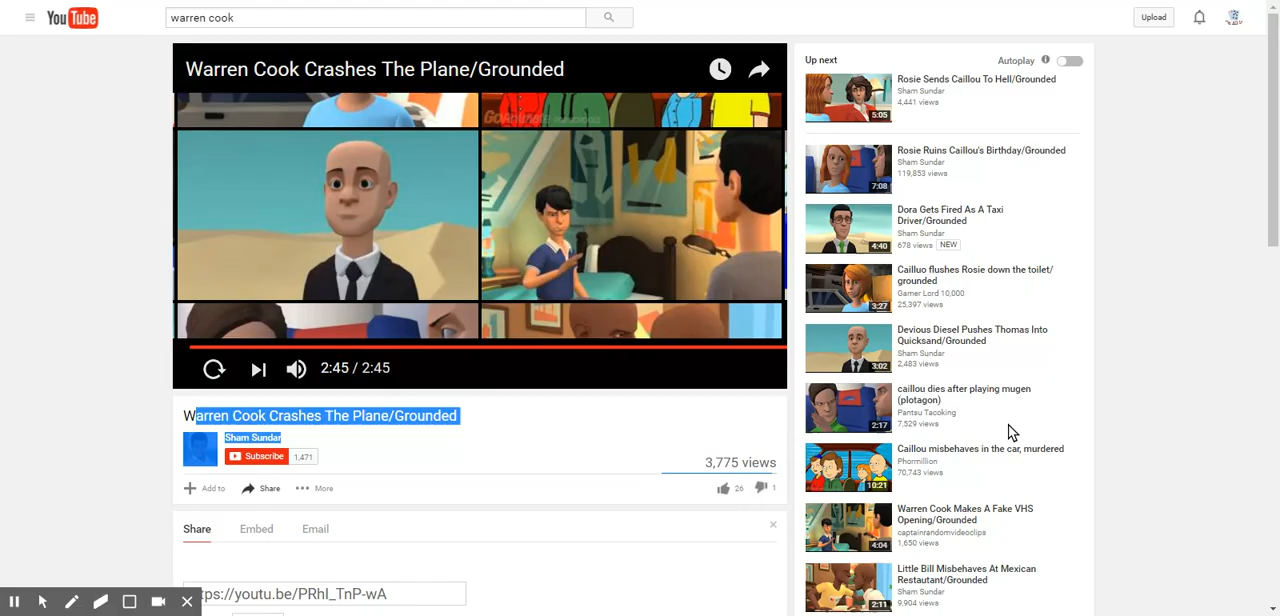 YouTube
warren cook
Upload
Warren Cook Crashes The Plane/Grounded
GoAnimate
2:45 / 2:45
Warren Cook Crashes The Plane/Grounded
Sham Sundar
Subscribe 1,471
3,775 views
Add to Share More
26 1
Share Embed Email
tps://youtu.be/PRhI_TnP-wA
Up next
Autoplay
Rosie Sends Caillou To Hell/Grounded
Sham Sundar
4,441 views
5:05
Rosie Ruins Caillou's Birthday/Grounded
Sham Sundar
119,853 views
7:08
Dora Gets Fired As A Taxi
Driver/Grounded
Sham Sundar
678 views NEW
4:40
Cailluo flushes Rosie down the toilet/
grounded
Gamer Lord 10,000
25,397 views
3:27
Devious Diesel Pushes Thomas Into
Quicksand/Grounded
Sham Sundar
2,483 views
3:02
caillou dies after playing mugen
(plotagon)
Pantsu Tacoking
7,529 views
2:17
Caillou misbehaves in the car, murdered
Phormillion
70,743 views
10:21
Warren Cook Makes A Fake VHS
Opening/Grounded
captainrandomvideoclips
1,650 views
4:04
Little Bill Misbehaves At Mexican
Restaurant/Grounded
Sham Sundar
9,904 views
2:11